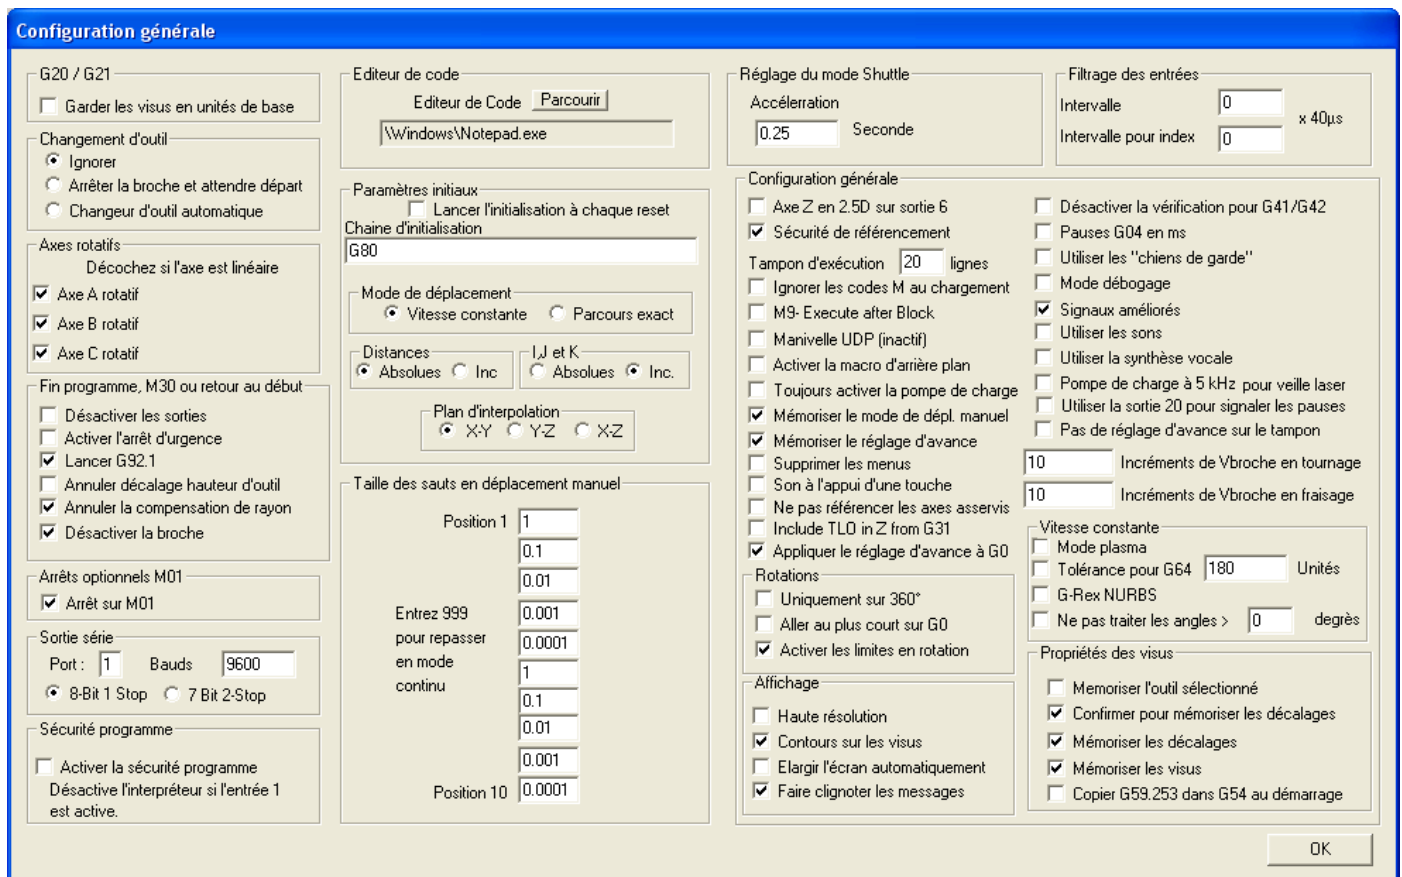 Configuration générale
G20 / G21
Garder les visus en unités de base
Changement d'outil
Ignorer
Arrêter la broche et attendre départ
Changeur d'outil automatique
Axes rotatifs
Décochez si l'axe est linéaire
Axe A rotatif
Axe B rotatif
Axe C rotatif
Fin programme, M30 ou retour au début
Désactiver les sorties
Activer l'arrêt d'urgence
Lancer G92.1
Annuler décalage hauteur d'outil
Annuler la compensation de rayon
Désactiver la broche
Arrêts optionnels M01
Arrêt sur M01
Sortie série
Port : 1 Bauds 9600
8-Bit 1 Stop 7 Bit 2-Stop
Sécurité programme
Activer la sécurité programme
Désactive l'interpréteur si l'entrée 1
est active.
Editeur de code
Editeur de Code Parcourir
\Windows\Notepad.exe
Paramètres initiaux
Lancer l'initialisation à chaque reset
Chaine d'initialisation
G80
Mode de déplacement
Vitesse constante Parcours exact
Distances
Absolues Inc
I,J et K
Absolues Inc.
Plan d'interpolation
X-Y Y-Z X-Z
Taille des sauts en déplacement manuel
Position 1 1
0.1
0.01
Entrez 999 0.001
pour repasser 0.0001
en mode 1
continu 0.1
0.01
0.001
Position 10 0.0001
Réglage du mode Shuttle
Accélerration
0.25 Seconde
Filtrage des entrées
Intervalle 0
x 40µs
Intervalle pour index 0
Configuration générale
Axe Z en 2.5D sur sortie 6
Sécurité de référencement
Tampon d'exécution 20 lignes
Ignorer les codes M au chargement
M9- Execute after Block
Manivelle UDP (inactif)
Activer la macro d'arrière plan
Toujours activer la pompe de charge
Mémoriser le mode de dépl. manuel
Mémoriser le réglage d'avance
Supprimer les menus
Son à l'appui d'une touche
Ne pas référencer les axes asservis
Include TLO in Z from G31
Appliquer le réglage d'avance à G0
Rotations
Uniquement sur 360°
Aller au plus court sur G0
Activer les limites en rotation
Affichage
Haute résolution
Contours sur les visus
Elargir l'écran automatiquement
Faire clignoter les messages
Désactiver la vérification pour G41/G42
Pauses G04 en ms
Utiliser les "chiens de garde"
Mode débogage
Signaux améliorés
Utiliser les sons
Utiliser la synthèse vocale
Pompe de charge à 5 kHz pour veille laser
Utiliser la sortie 20 pour signaler les pauses
Pas de réglage d'avance sur le tampon
10 Incréments de Vbroche en tournage
10 Incréments de Vbroche en fraisage
Vitesse constante
Mode plasma
Tolérance pour G64 180 Unités
G-Rex NURBS
Ne pas traiter les angles > 0 degrès
Propriétés des visus
Memoriser l'outil sélectionné
Confirmer pour mémoriser les décalages
Mémoriser les décalages
Mémoriser les visus
Copier G59.253 dans G54 au démarrage
OK